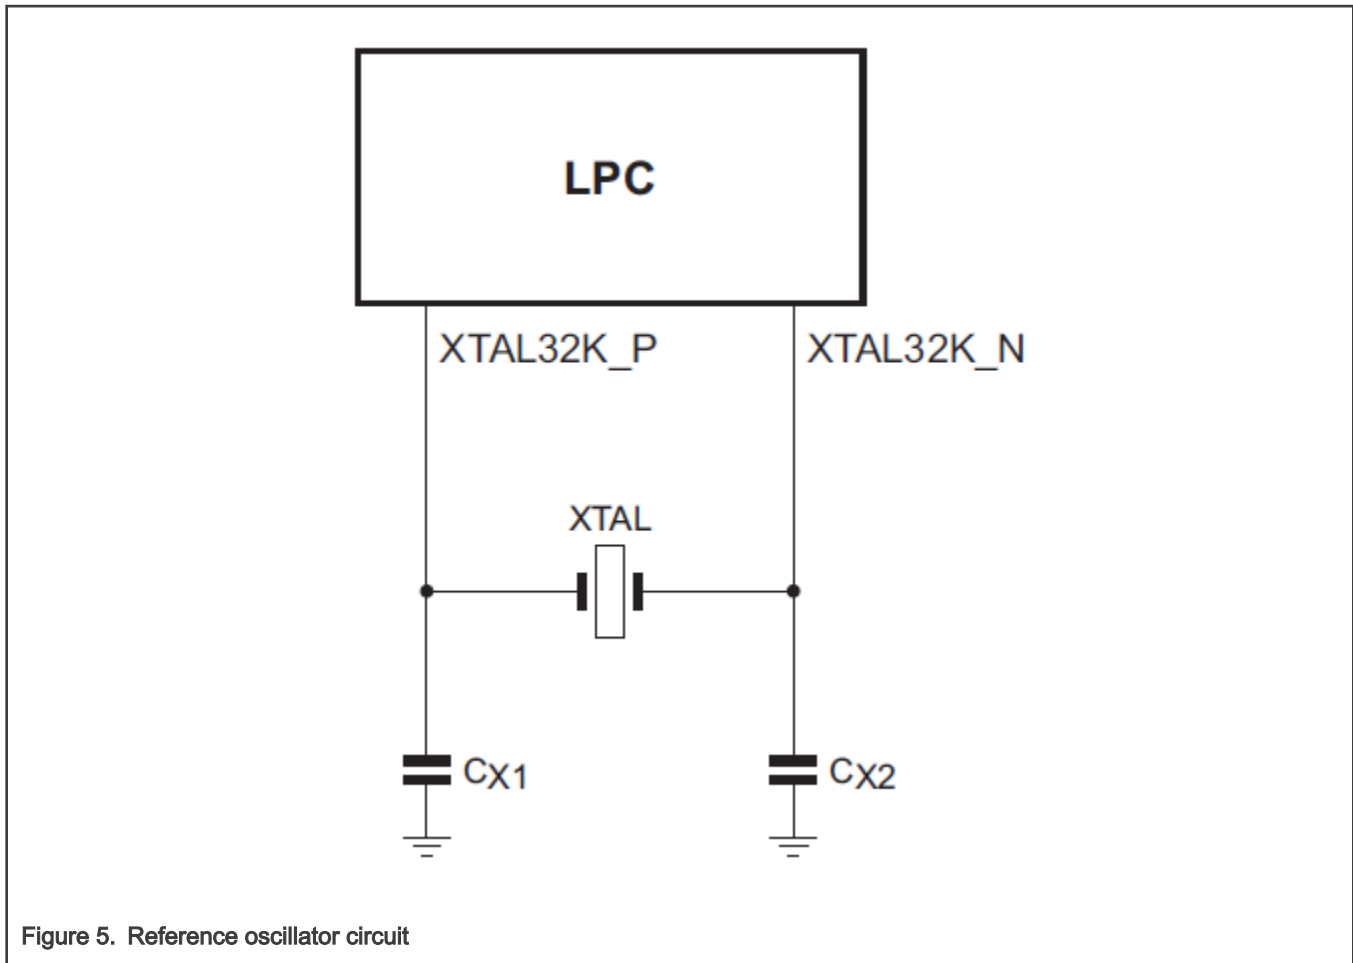 LPC
XTAL32K_P
XTAL32K_N
XTAL
CX1
CX2
Figure 5. Reference oscillator circuit